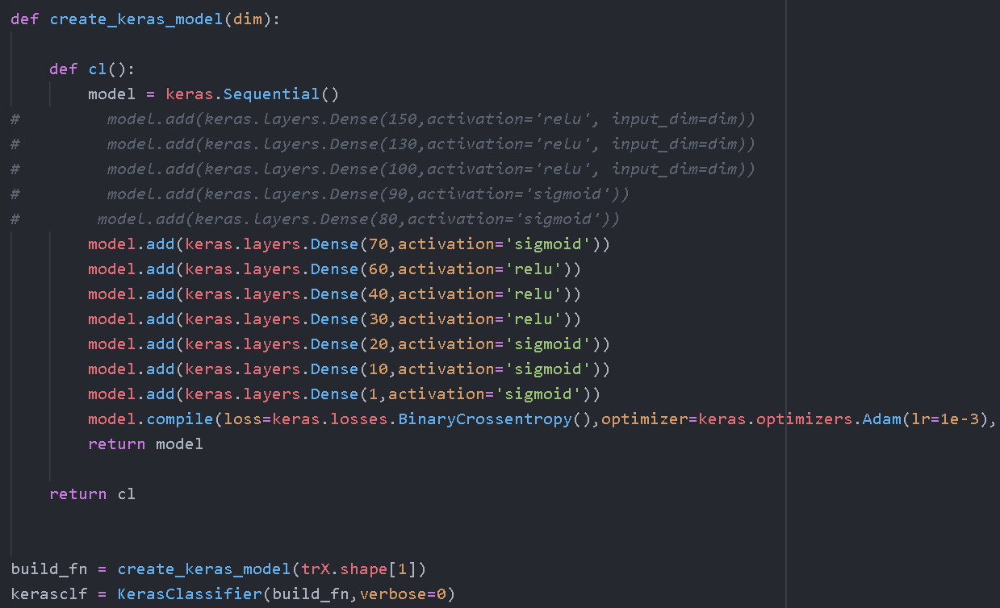 def create_keras_model(dim):
    def cl():
        model = keras.Sequential()
#         model.add(keras.layers.Dense(150,activation='relu', input_dim=dim))
#         model.add(keras.layers.Dense(130,activation='relu', input_dim=dim))
#         model.add(keras.layers.Dense(100,activation='relu', input_dim=dim))
#         model.add(keras.layers.Dense(90,activation='sigmoid'))
#        model.add(keras.layers.Dense(80,activation='sigmoid'))
        model.add(keras.layers.Dense(70,activation='sigmoid'))
        model.add(keras.layers.Dense(60,activation='relu'))
        model.add(keras.layers.Dense(40,activation='relu'))
        model.add(keras.layers.Dense(30,activation='relu'))
        model.add(keras.layers.Dense(20,activation='sigmoid'))
        model.add(keras.layers.Dense(10,activation='sigmoid'))
        model.add(keras.layers.Dense(1,activation='sigmoid'))
        model.compile(loss=keras.losses.BinaryCrossentropy(),optimizer=keras.optimizers.Adam(lr=1e-3),
        return model
    return cl
build_fn = create_keras_model(trX.shape[1])
kerasclf = KerasClassifier(build_fn,verbose=0)